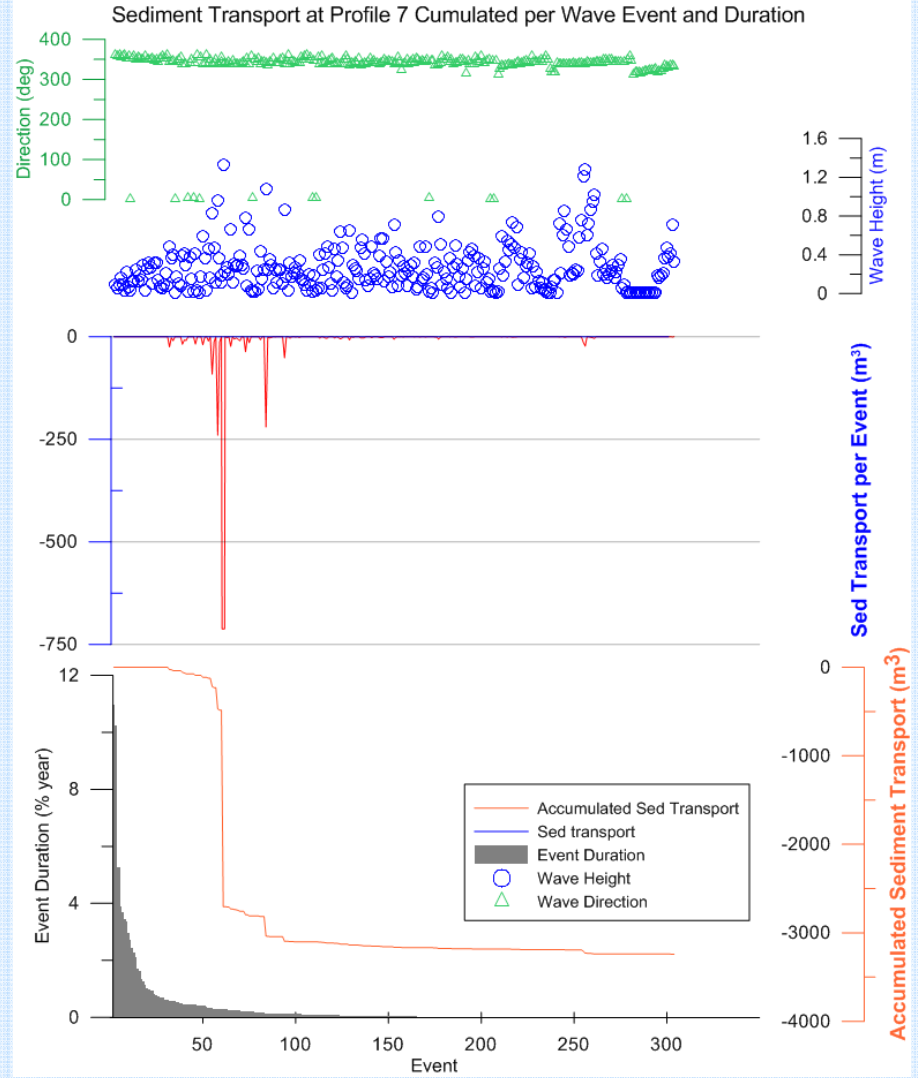 Sediment Transport at Profile 7 Cumulated per Wave Event and Duration
400
300
200
100
0
Direction (deg)
1.6
1.2
0.8
0.4
0
Wave Height (m)
0
-250
-500
-750
Sed Transport per Event (m³)
12
8
4
0
Event Duration (% year)
0
-1000
-2000
-3000
-4000
Accumulated Sediment Transport (m³)
Accumulated Sed Transport
Sed transport
Event Duration
Wave Height
Wave Direction
50 100 150 200 250 300
Event